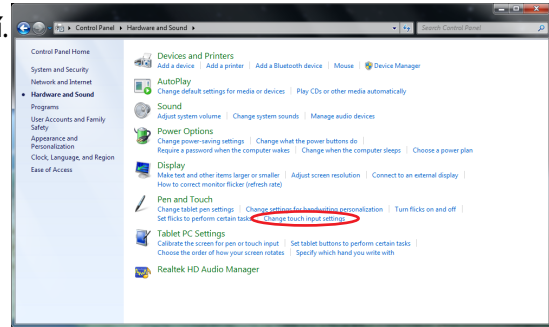 í.
Control Panel ▸ Hardware and Sound ▸
Search Control Panel
Control Panel Home
System and Security
Network and Internet
Hardware and Sound
Programs
User Accounts and Family
Safety
Appearance and
Personalization
Clock, Language, and Region
Ease of Access
Devices and Printers
Add a device | Add a printer | Add a Bluetooth device | Mouse | Device Manager
AutoPlay
Change default settings for media or devices | Play CDs or other media automatically
Sound
Adjust system volume | Change system sounds | Manage audio devices
Power Options
Change power-saving settings | Change what the power buttons do |
Require a password when the computer wakes | Change when the computer sleeps | Choose a power plan
Display
Make text and other items larger or smaller | Adjust screen resolution | Connect to an external display |
How to correct monitor flicker (refresh rate)
Pen and Touch
Change tablet pen settings | Change settings for handwriting personalization | Turn flicks on and off |
Set flicks to perform certain tasks | Change touch input settings
Tablet PC Settings
Calibrate the screen for pen or touch input | Set tablet buttons to perform certain tasks |
Choose the order of how your screen rotates | Specify which hand you write with
Realtek HD Audio Manager